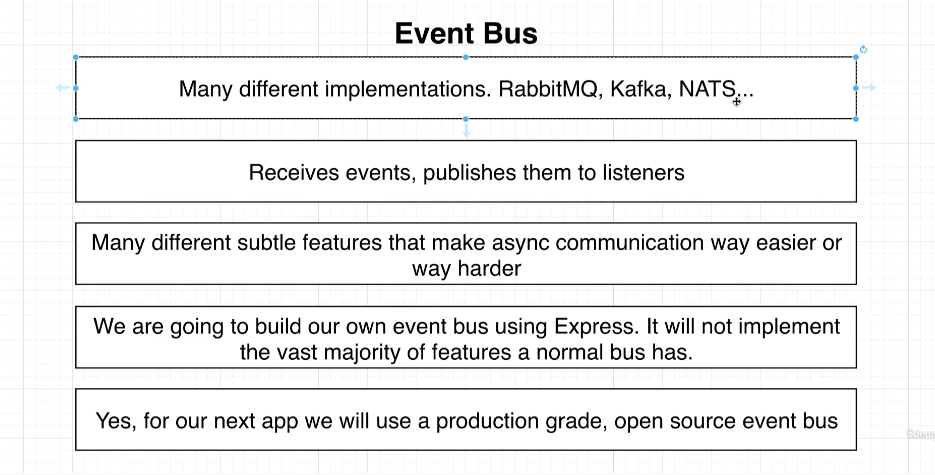 Event Bus
Many different implementations. RabbitMQ, Kafka, NATS...
Receives events, publishes them to listeners
Many different subtle features that make async communication way easier or
way harder
We are going to build our own event bus using Express. It will not implement
the vast majority of features a normal bus has.
Yes, for our next app we will use a production grade, open source event bus